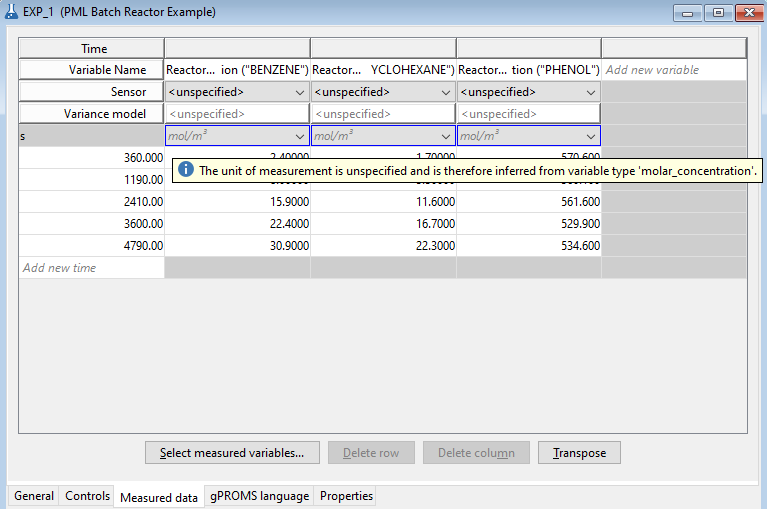 EXP_1 (PML Batch Reactor Example)
Time
Variable Name Reactor... ion ("BENZENE") Reactor... YCLOHEXANE") Reactor... tion ("PHENOL") Add new variable
Sensor <unspecified> <unspecified> <unspecified>
Variance model <unspecified> <unspecified> <unspecified>
s mol/m³ mol/m³ mol/m³
360.000 2.40000 1.70000 570.600
The unit of measurement is unspecified and is therefore inferred from variable type 'molar_concentration'.
1190.00
2410.00 15.9000 11.6000 561.600
3600.00 22.4000 16.7000 529.900
4790.00 30.9000 22.3000 534.600
Add new time
Select measured variables... Delete row Delete column Transpose
General Controls Measured data gPROMS language Properties